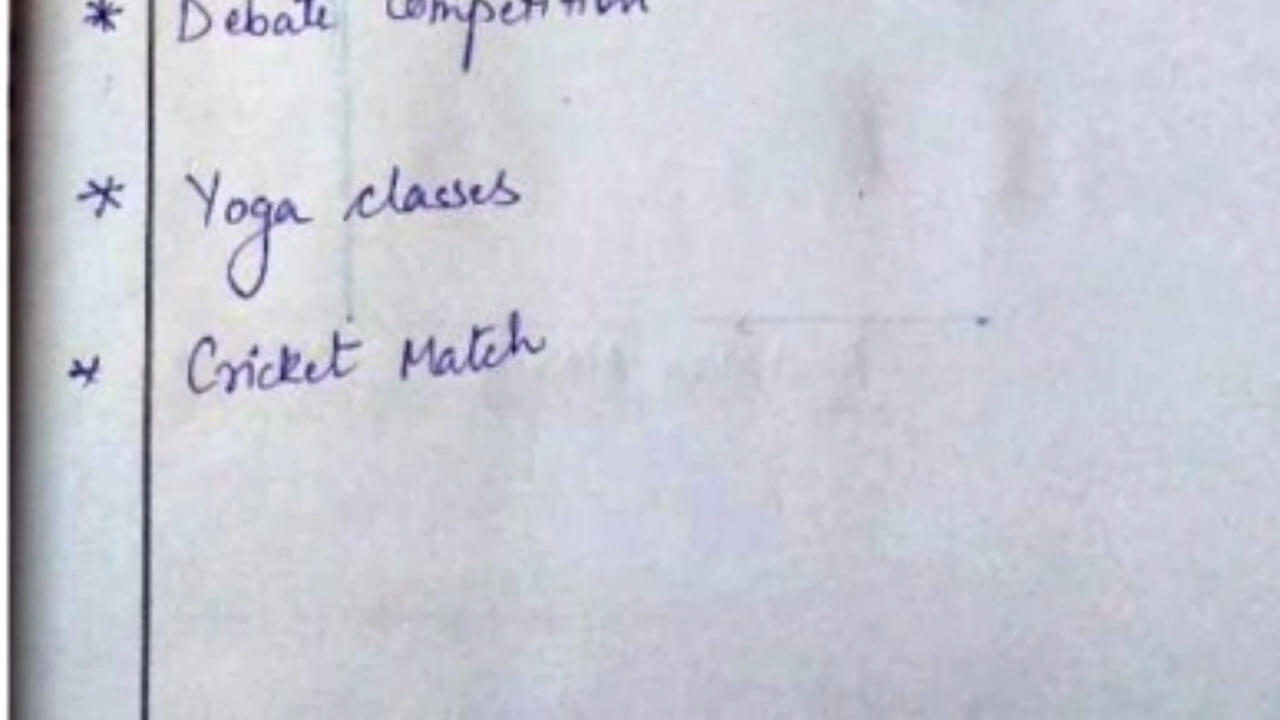 * Debate Competition
* Yoga classes
* Cricket Match